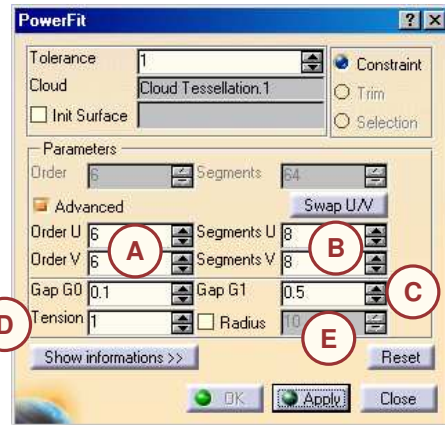 PowerFit ? ×
Tolerance 1 Constraint
Cloud Cloud Tessellation.1 Trim
Init Surface Selection
Parameters
Order 6 Segments 64
Advanced Swap U/V
Order U 6 A Segments U 8 B
Order V 6 Segments V 8
Gap G0 0.1 Gap G1 0.5 C
D Tension 1 Radius 10 E
Show informations >> Reset
OK Apply Close